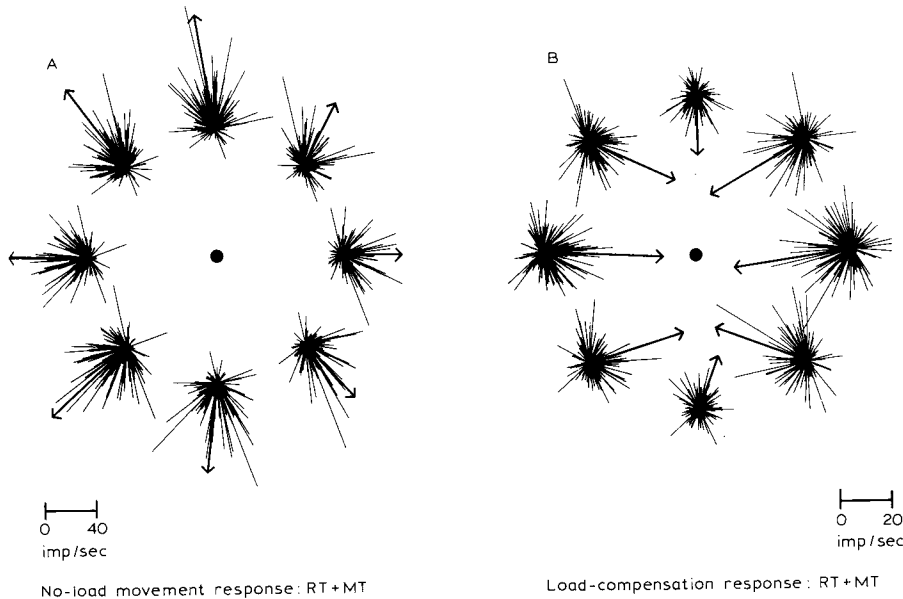 A
B
0 40
imp/sec
No-load movement response: RT+MT
0 20
imp/sec
Load-compensation response: RT+MT